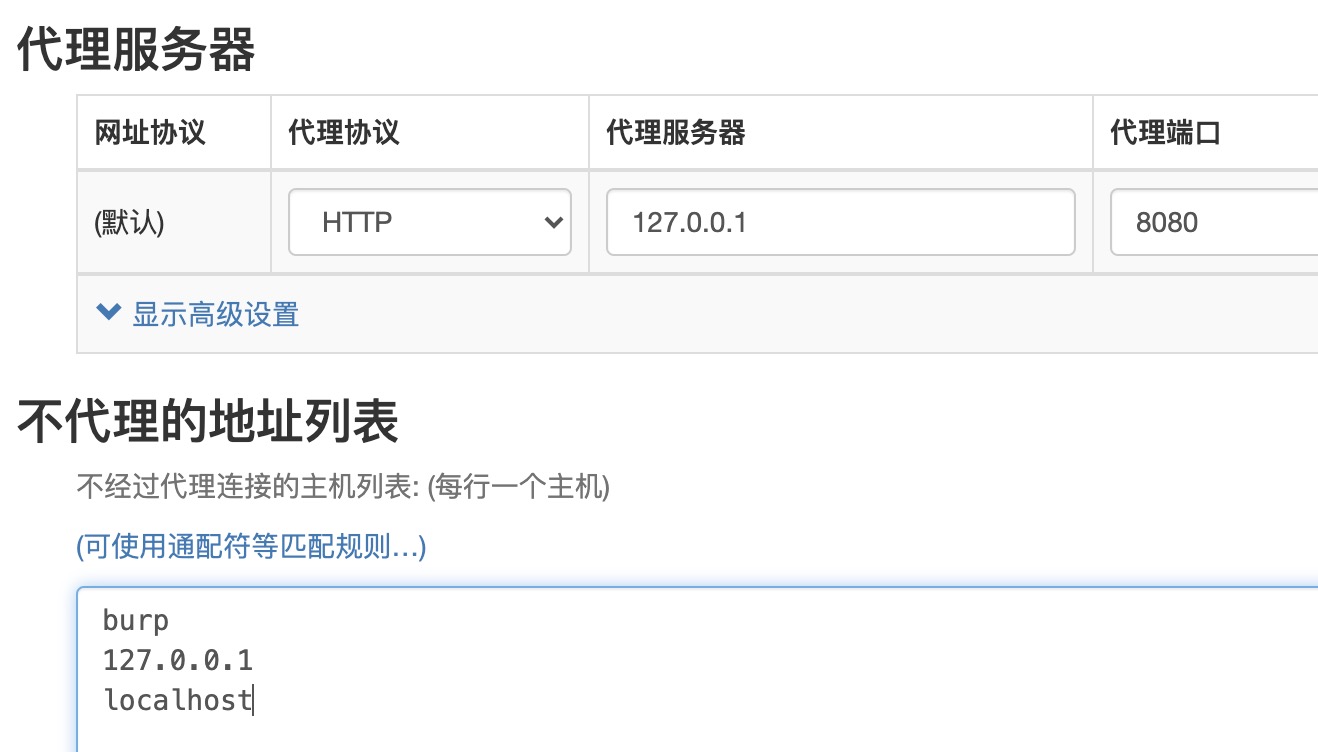 代理服务器
网址协议 代理协议 代理服务器 代理端口
(默认) HTTP 127.0.0.1 8080
显示高级设置
不代理的地址列表
不经过代理连接的主机列表: (每行一个主机)
(可使用通配符等匹配规则…)
burp
127.0.0.1
localhost